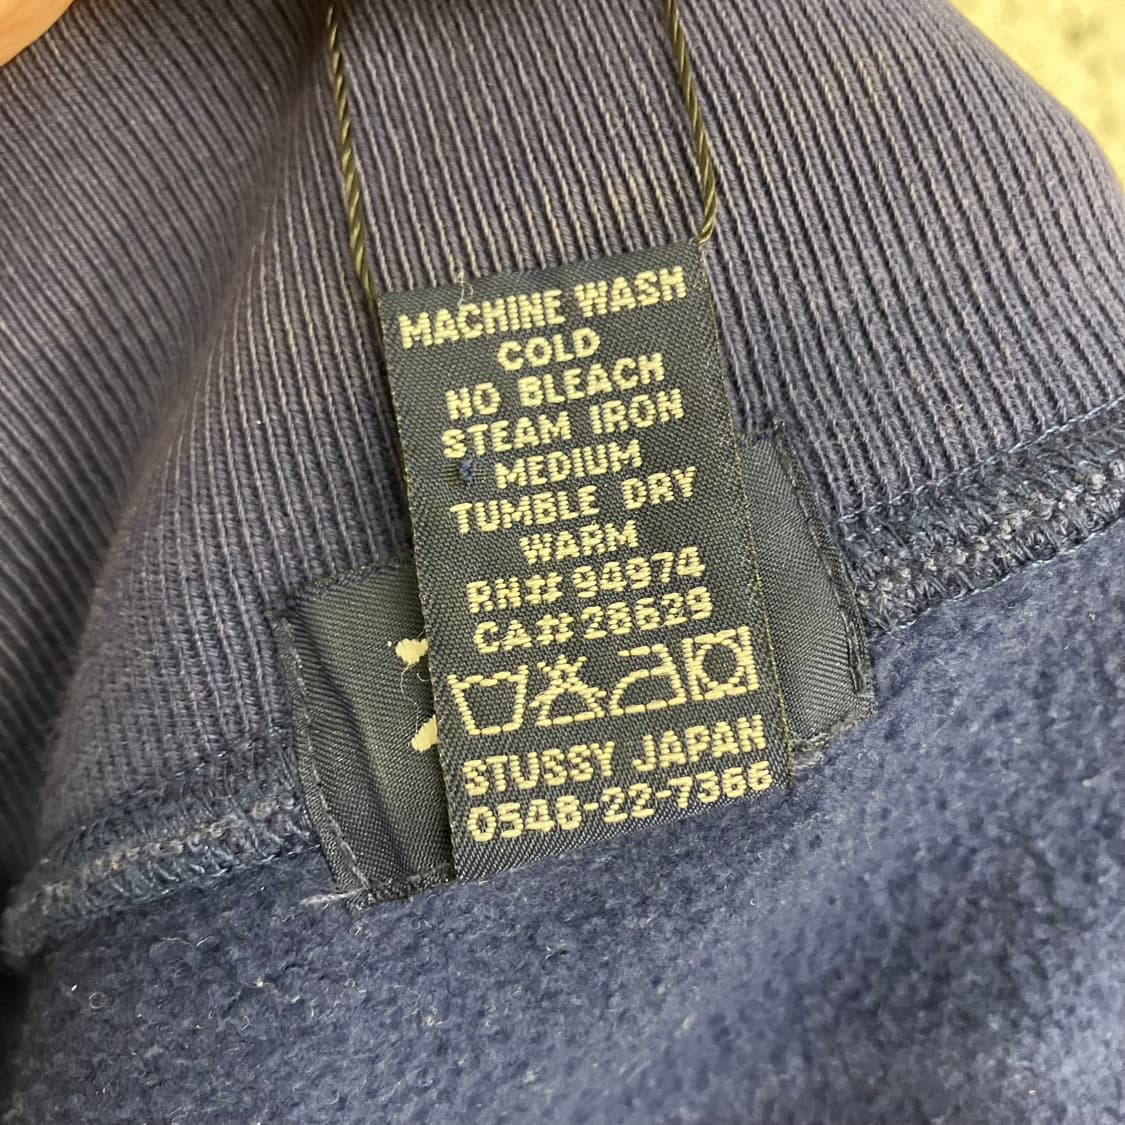 MACHINE WASH
COLD
NO BLEACH
STEAM IRON
MEDIUM
TUMBLE DRY
WARM
RN# 94974
CA# 28629
STUSSY JAPAN
0548-22-7366